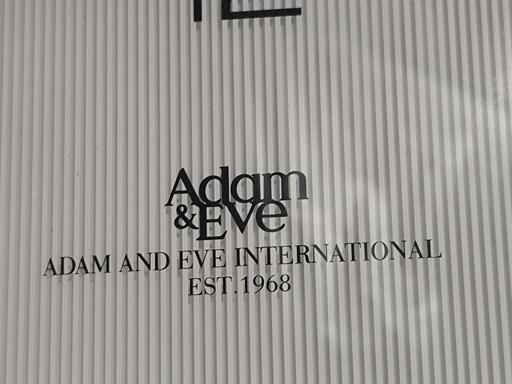 Adam
&Eve
ADAM AND EVE INTERNATIONAL
EST.1968